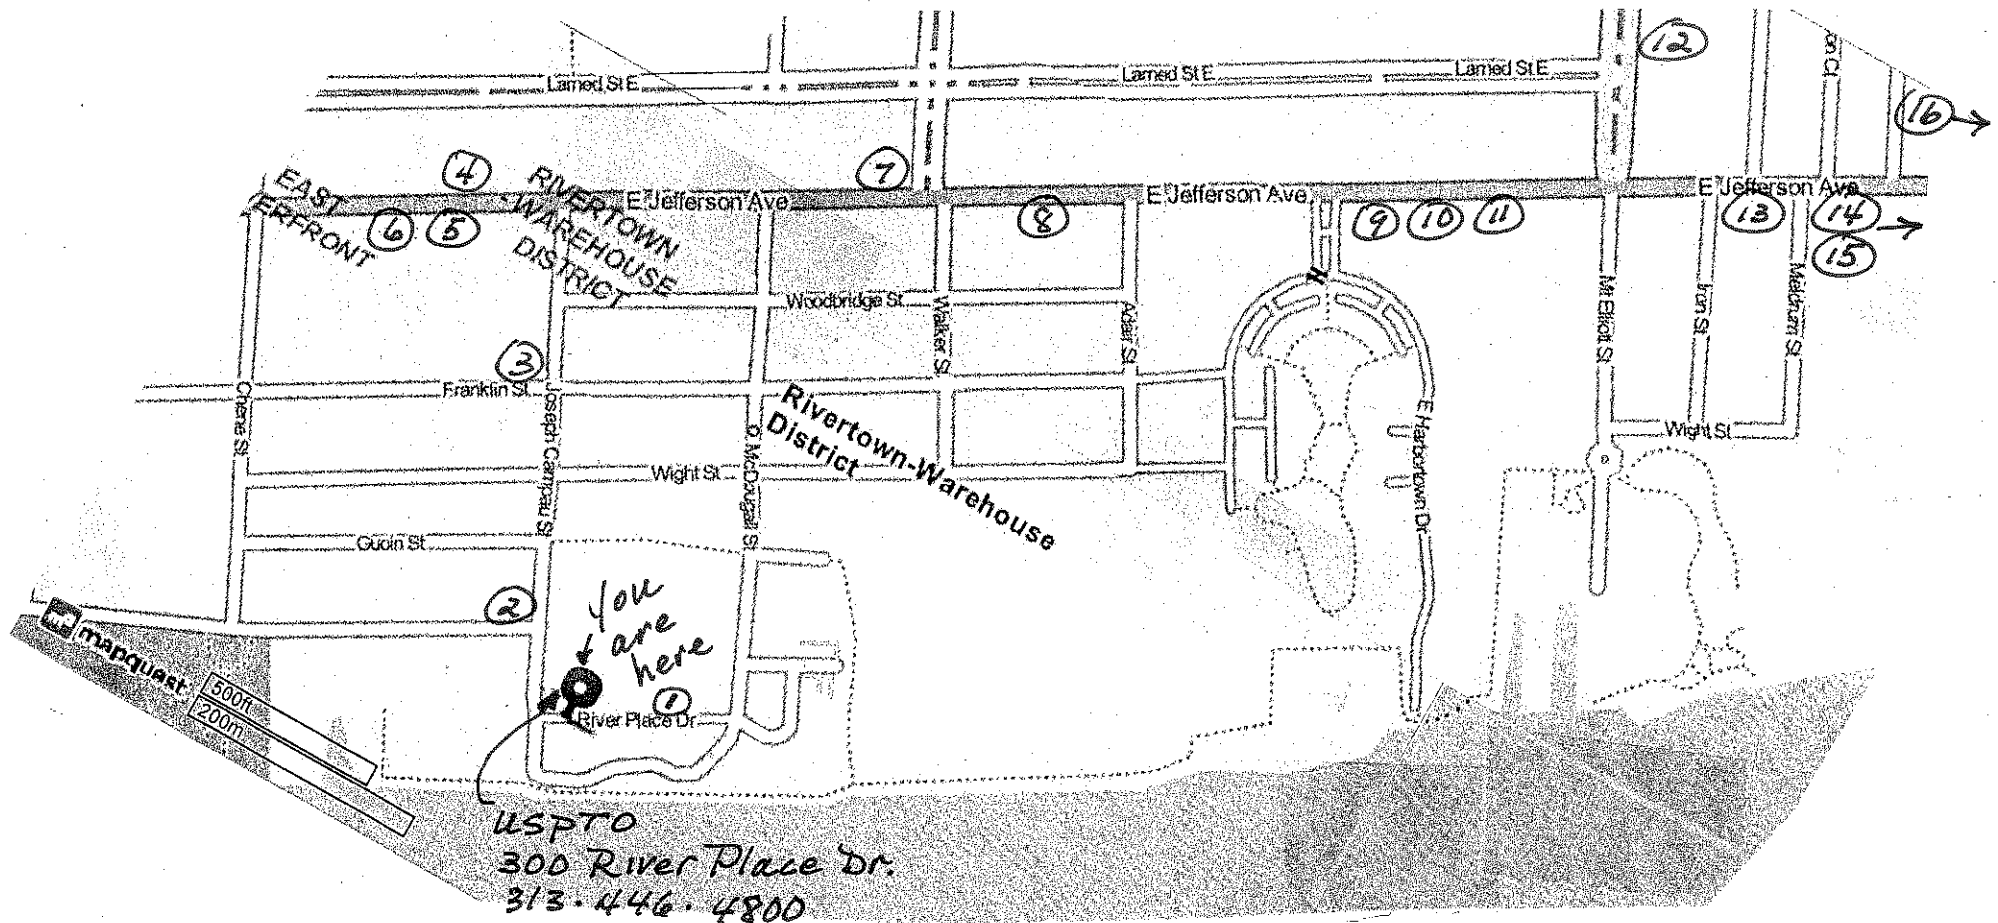 12
Larned St E
Larned St E
Larned St E
16
4
7
EAST
ERFRONT
6
5
RIVERTOWN
-WAREHOUSE
DISTRICT
E Jefferson Ave
8
E Jefferson Ave
9
10
11
E Jefferson Ave
13
14
15
Woodbridge St
Walker St
Adair St
Mt Elliott St
Iron St
Meldrum St
3
Chene St
Franklin St
Joseph Campau St
McDougall St
Rivertown-Warehouse
District
E Harbortown Dr
Wight St
Wight St
Guoin St
2
You
are
here
1
River Place Dr
mq
mapquest
500ft
200m
USPTO
300 River Place Dr.
313.446.4800